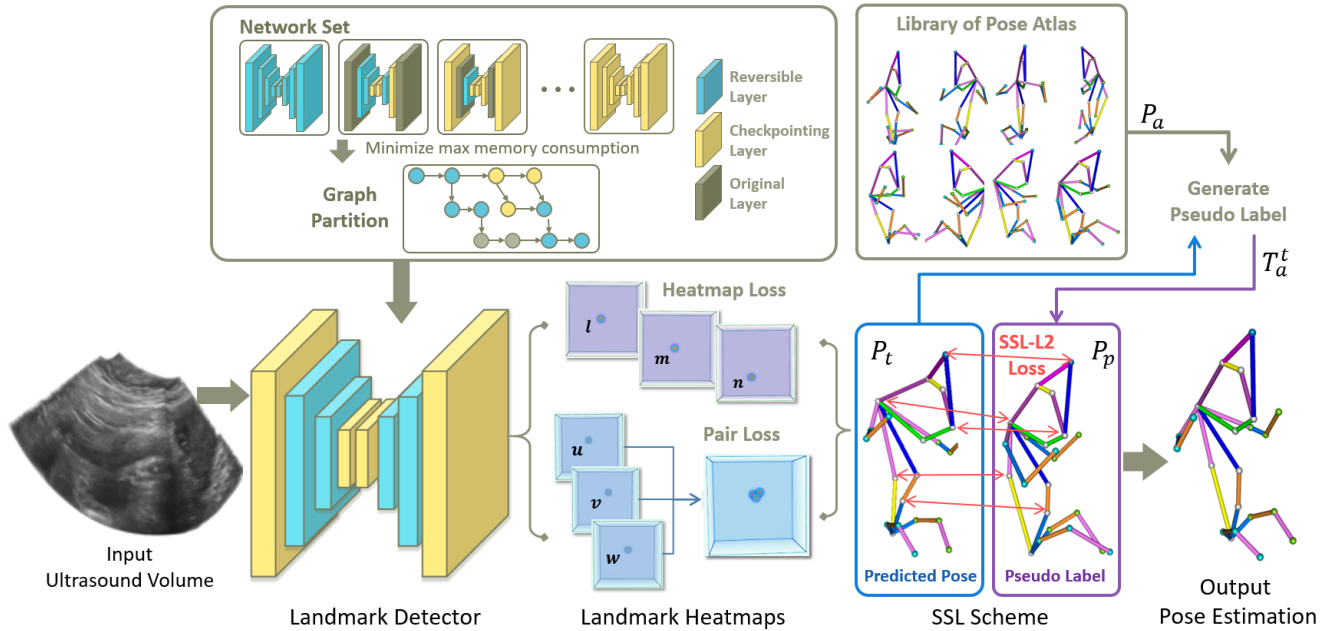 Network Set
Reversible
Layer
Checkpointing
Layer
Original
Layer
Minimize max memory consumption
Graph
Partition
Library of Pose Atlas
P_a
Generate
Pseudo Label
T_a^t
Heatmap Loss
l
m
n
Pair Loss
u
v
w
P_t
SSL-L2
Loss
P_p
Predicted Pose
Pseudo Label
Input
Ultrasound Volume
Landmark Detector
Landmark Heatmaps
SSL Scheme
Output
Pose Estimation